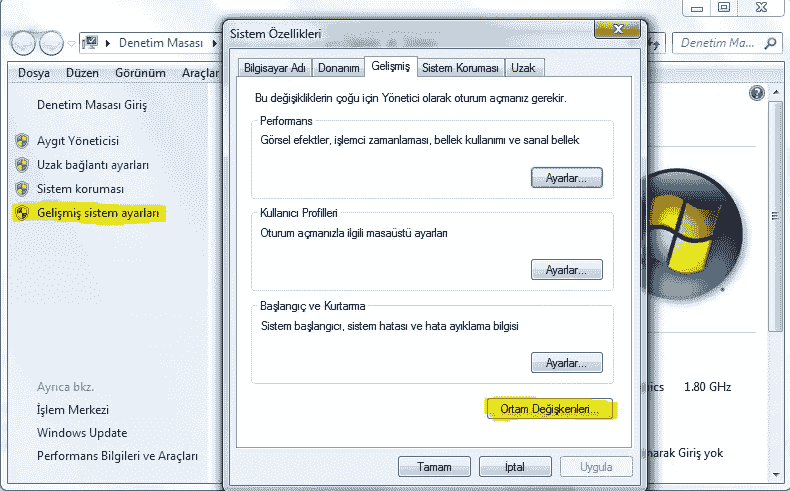 Denetim Masası
Denetim Ma...
Dosya Düzen Görünüm Araçlar
Denetim Masası Giriş
Aygıt Yöneticisi
Uzak bağlantı ayarları
Sistem koruması
Gelişmiş sistem ayarları
Ayrıca bkz.
İşlem Merkezi
Windows Update
Performans Bilgileri ve Araçları
Sistem Özellikleri
Bilgisayar Adı Donanım Gelişmiş Sistem Koruması Uzak
Bu değişikliklerin çoğu için Yönetici olarak oturum açmanız gerekir.
Performans
Görsel efektler, işlemci zamanlaması, bellek kullanımı ve sanal bellek
Ayarlar...
Kullanıcı Profilleri
Oturum açmanızla ilgili masaüstü ayarları
Ayarlar...
Başlangıç ve Kurtarma
Sistem başlangıcı, sistem hatası ve hata ayıklama bilgisi
Ayarlar...
Ortam Değişkenleri...
Tamam İptal Uygula
ics 1.80 GHz
narak Giriş yok